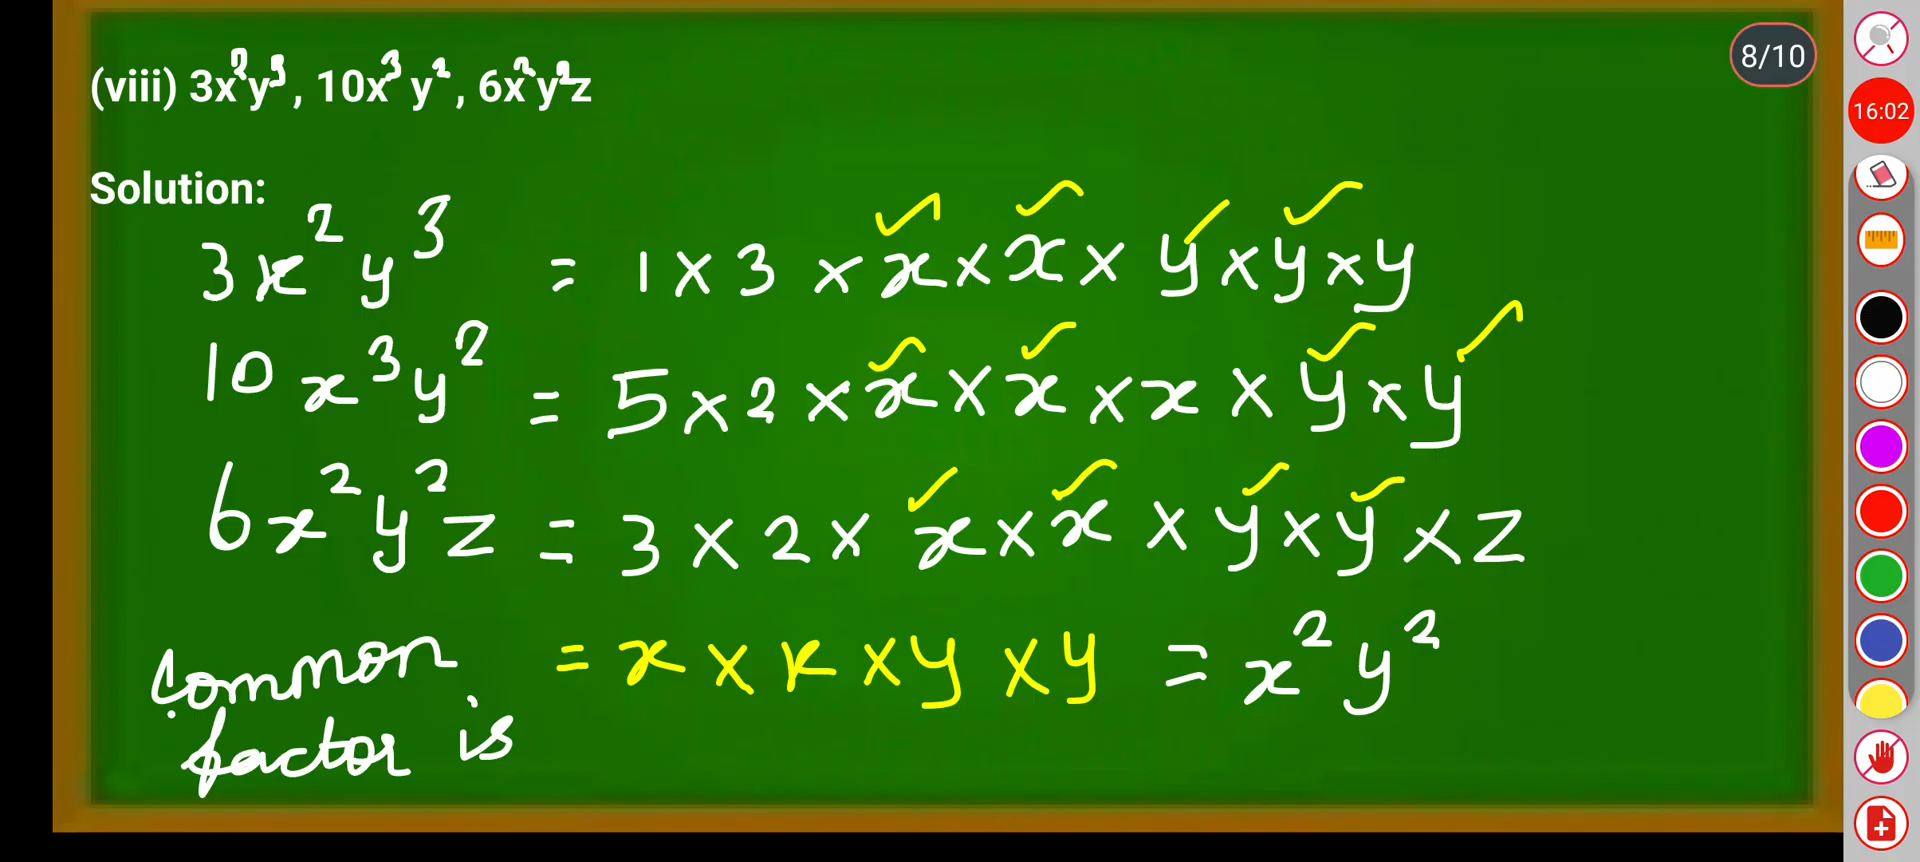 (viii) 3x²y³, 10x³y², 6x²y²z
8/10
16:02
Solution:
3x²y³ = 1 × 3 × x × x × y × y × y
10x³y² = 5 × 2 × x × x × x × y × y
6x²y²z = 3 × 2 × x × x × y × y × z
common = x × x × y × y = x²y²
factor is